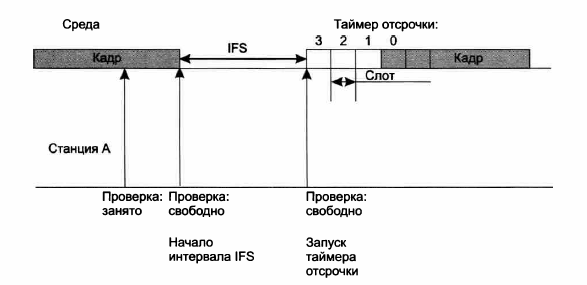 Среда
Таймер отсрочки:
IFS
3 2 1 0
Кадр
Кадр
Слот
Станция А
Проверка:
занято
Проверка:
свободно
Проверка:
свободно
Начало
интервала IFS
Запуск
таймера
отсрочки